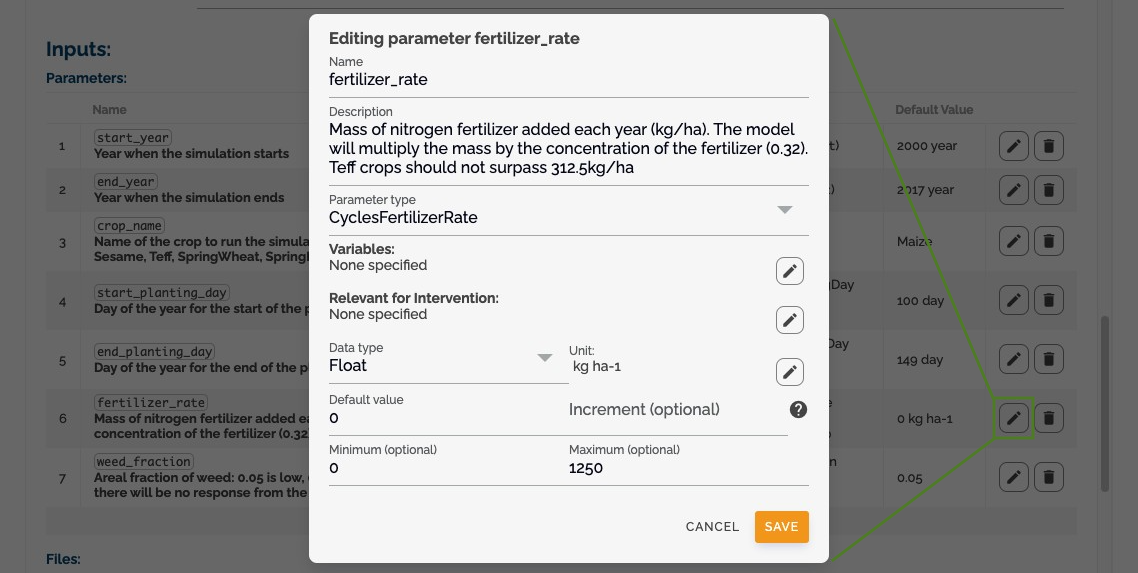 Inputs:
Parameters:
Name
Default Value
1
start_year
Year when the simulation starts
2000 year
2
end_year
Year when the simulation ends
2017 year
3
crop_name
Name of the crop to run the simula
Sesame, Teff, SpringWheat, Spring
Maize
4
start_planting_day
Day of the year for the start of the p
Day
100 day
5
end_planting_day
Day of the year for the end of the p
Day
149 day
6
fertilizer_rate
Mass of nitrogen fertilizer added ea
concentration of the fertilizer (0.32
0 kg ha-1
7
weed_fraction
Areal fraction of weed: 0.05 is low,
there will be no response from the
0.05
Files:
Editing parameter fertilizer_rate
Name
fertilizer_rate
Description
Mass of nitrogen fertilizer added each year (kg/ha). The model
will multiply the mass by the concentration of the fertilizer (0.32).
Teff crops should not surpass 312.5kg/ha
Parameter type
CyclesFertilizerRate
Variables:
None specified
Relevant for Intervention:
None specified
Data type
Float
Unit:
kg ha-1
Default value
0
Increment (optional)
?
Minimum (optional)
0
Maximum (optional)
1250
CANCEL
SAVE